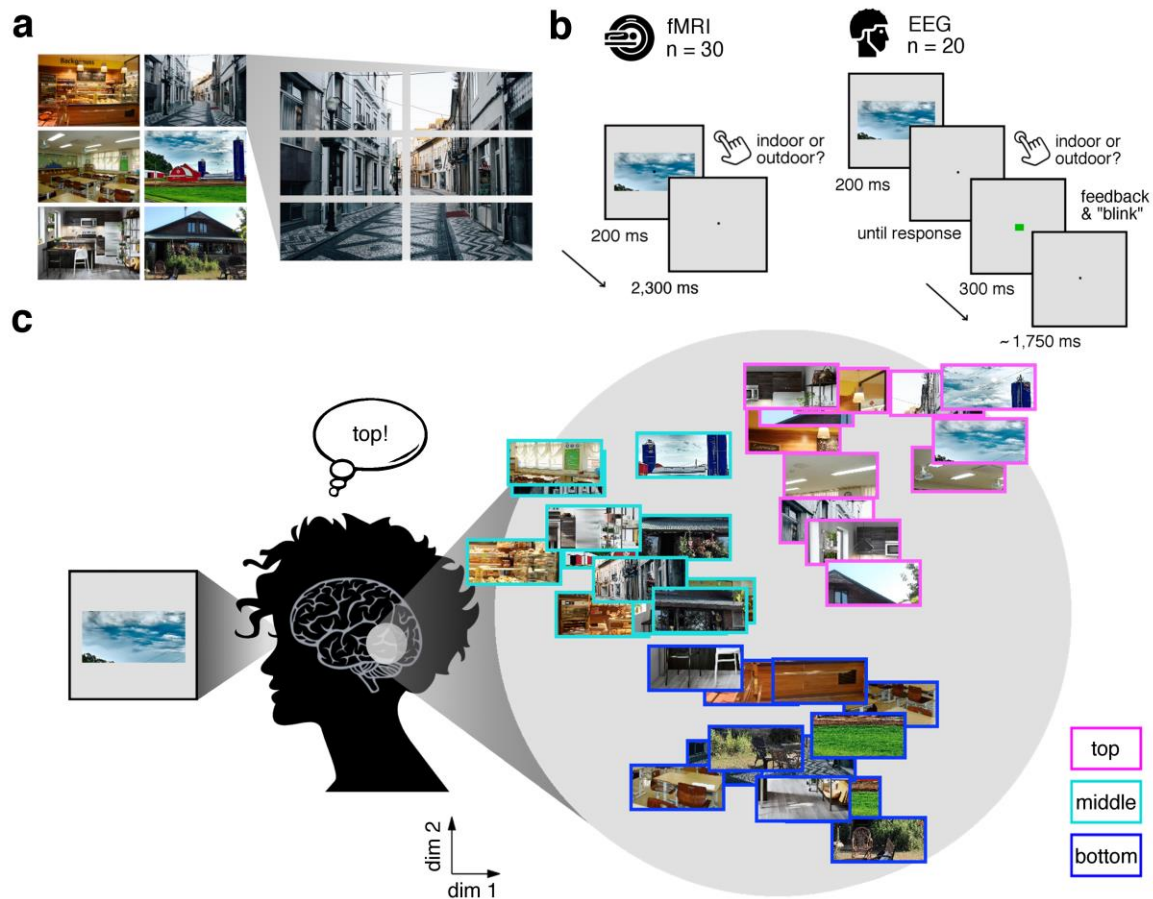 a
Backgrou
b
fMRI
n = 30
EEG
n = 20
indoor or
outdoor?
200 ms
2,300 ms
indoor or
outdoor?
200 ms
until response
feedback
& "blink"
300 ms
~ 1,750 ms
c
top!
dim 2
dim 1
top
middle
bottom